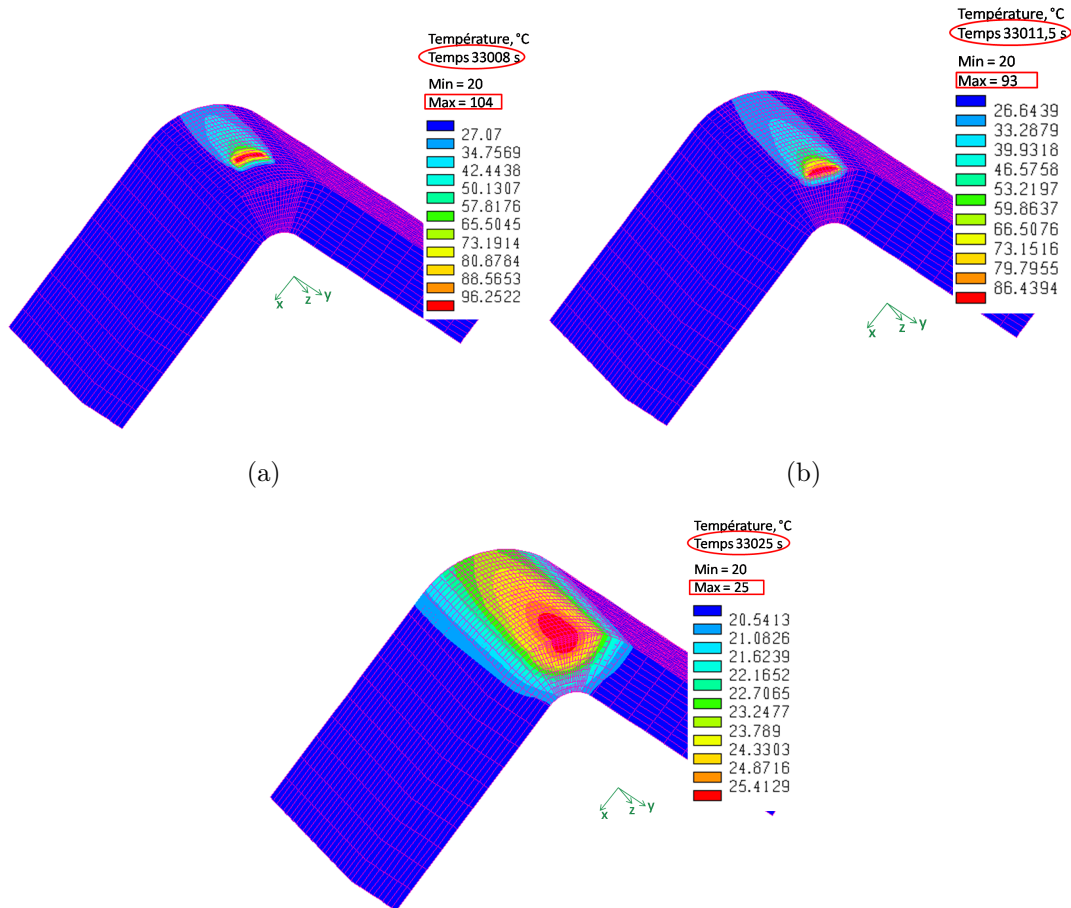 Température, °C
Temps 33008 s
Min = 20
Max = 104
27.07
34.7569
42.4438
50.1307
57.8176
65.5045
73.1914
80.8784
88.5653
96.2522
x
z
y
(a)
Température, °C
Temps 33011,5 s
Min = 20
Max = 93
26.6439
33.2879
39.9318
46.5758
53.2197
59.8637
66.5076
73.1516
79.7955
86.4394
x
z
y
(b)
Température, °C
Temps 33025 s
Min = 20
Max = 25
20.5413
21.0826
21.6239
22.1652
22.7065
23.2477
23.789
24.3303
24.8716
25.4129
x
z
y